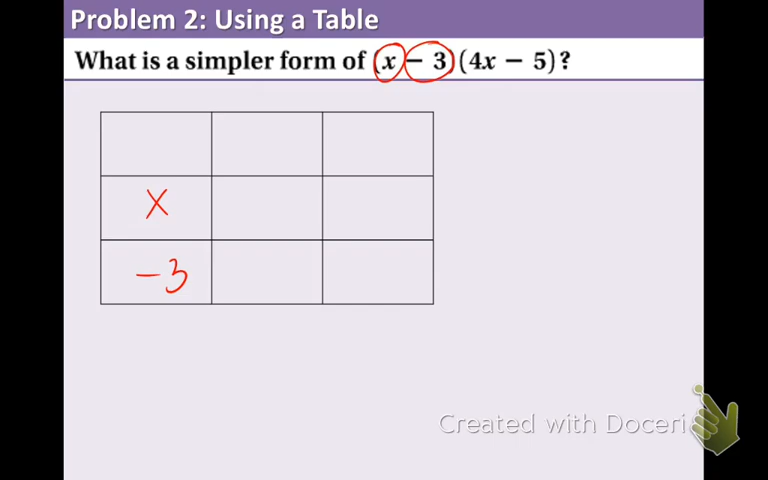 Problem 2: Using a Table
What is a simpler form of (x − 3)(4x − 5)?
x
−3
Created with Doceri